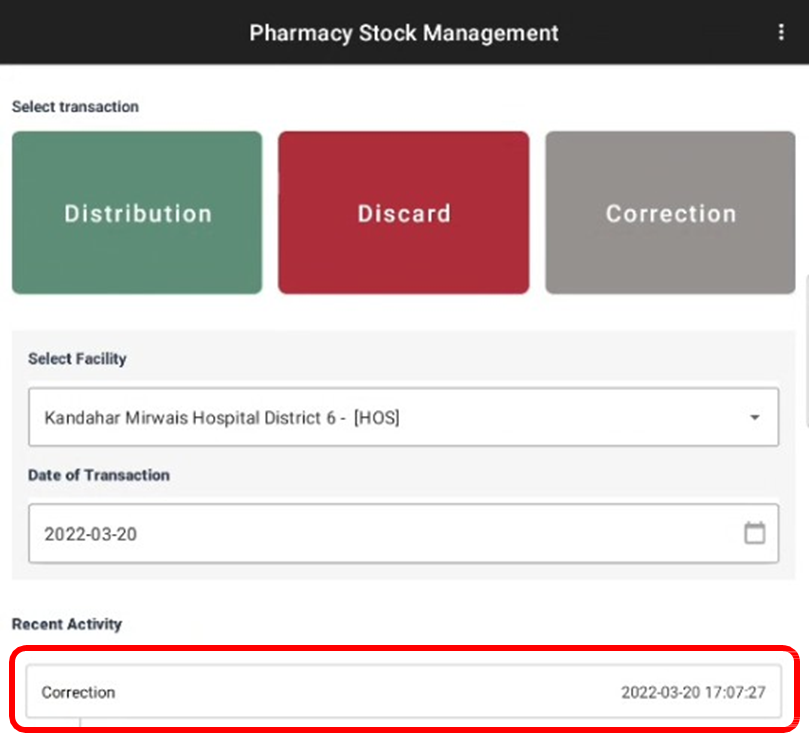 Pharmacy Stock Management
Select transaction
Distribution
Discard
Correction
Select Facility
Kandahar Mirwais Hospital District 6 - [HOS]
Date of Transaction
2022-03-20
Recent Activity
Correction 2022-03-20 17:07:27